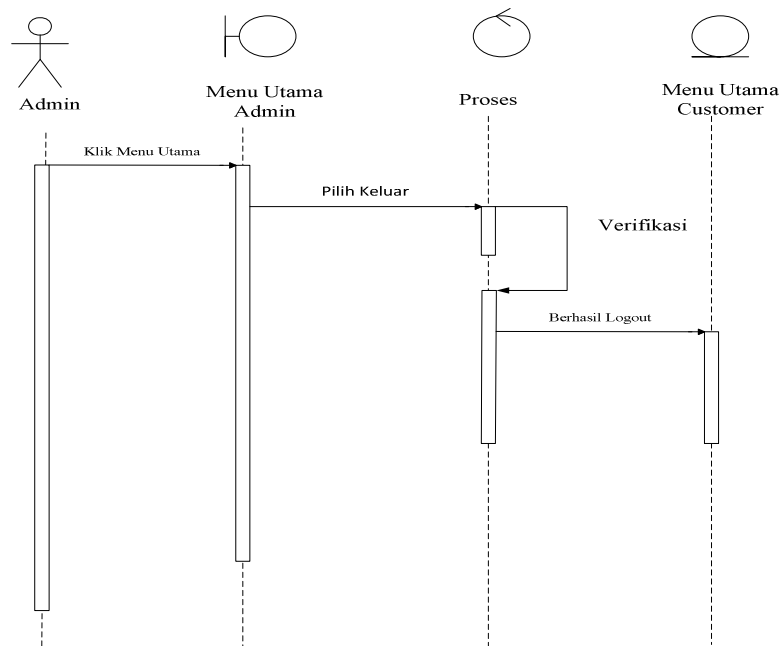 Admin
Menu Utama
Admin
Proses
Menu Utama
Customer
Klik Menu Utama
Pilih Keluar
Verifikasi
Berhasil Logout